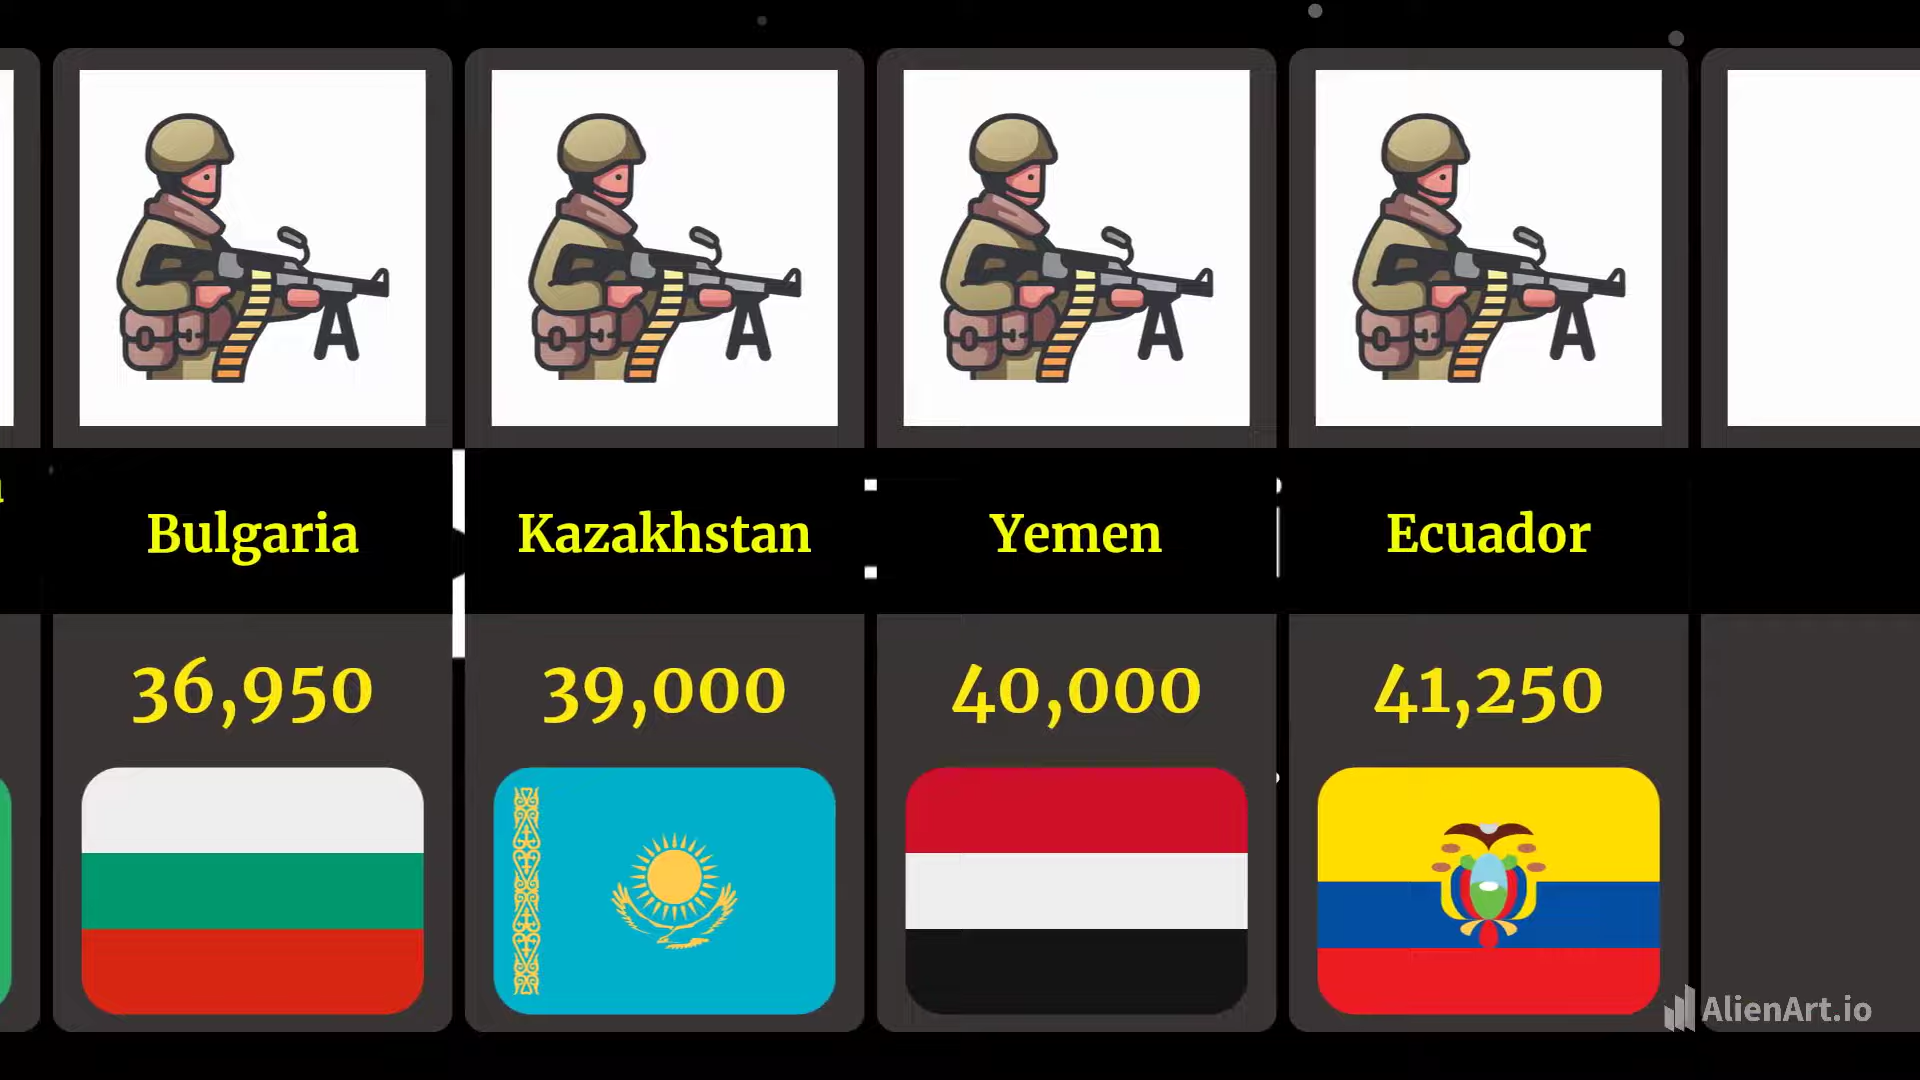 Bulgaria
Kazakhstan
Yemen
Ecuador
36,950
39,000
40,000
41,250
AlienArt.io